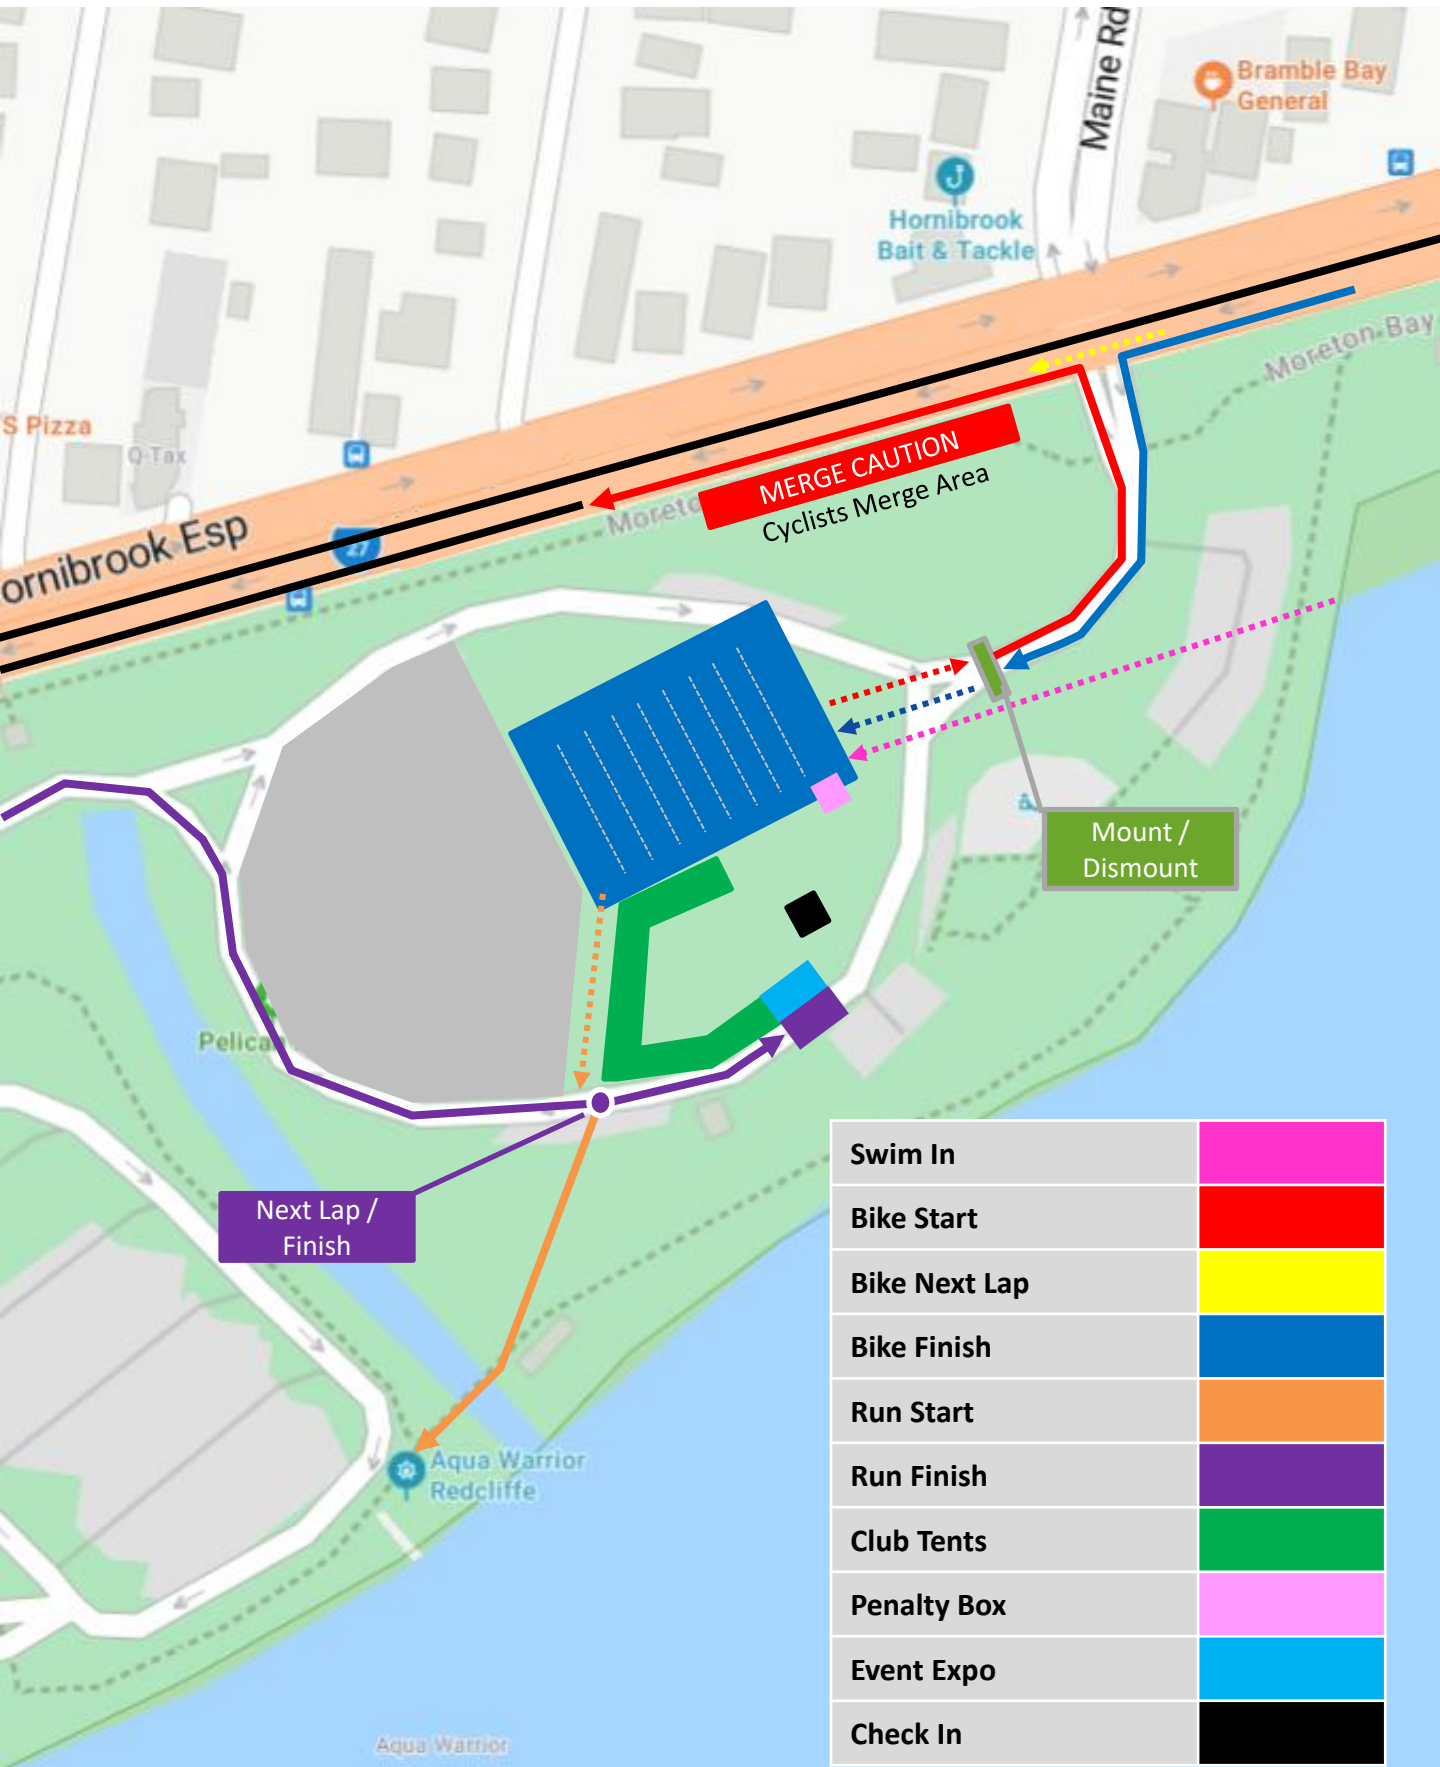 Maine Rd
Bramble Bay
General
Hornibrook
Bait & Tackle
Moreton-Bay
S Pizza
Q-Tax
MERGE CAUTION
Cyclists Merge Area
Moreto
ornibrook Esp
27
Mount /
Dismount
Pelican
Next Lap /
Finish
Aqua Warrior
Redcliffe
Aqua Warrior
Swim In
Bike Start
Bike Next Lap
Bike Finish
Run Start
Run Finish
Club Tents
Penalty Box
Event Expo
Check In